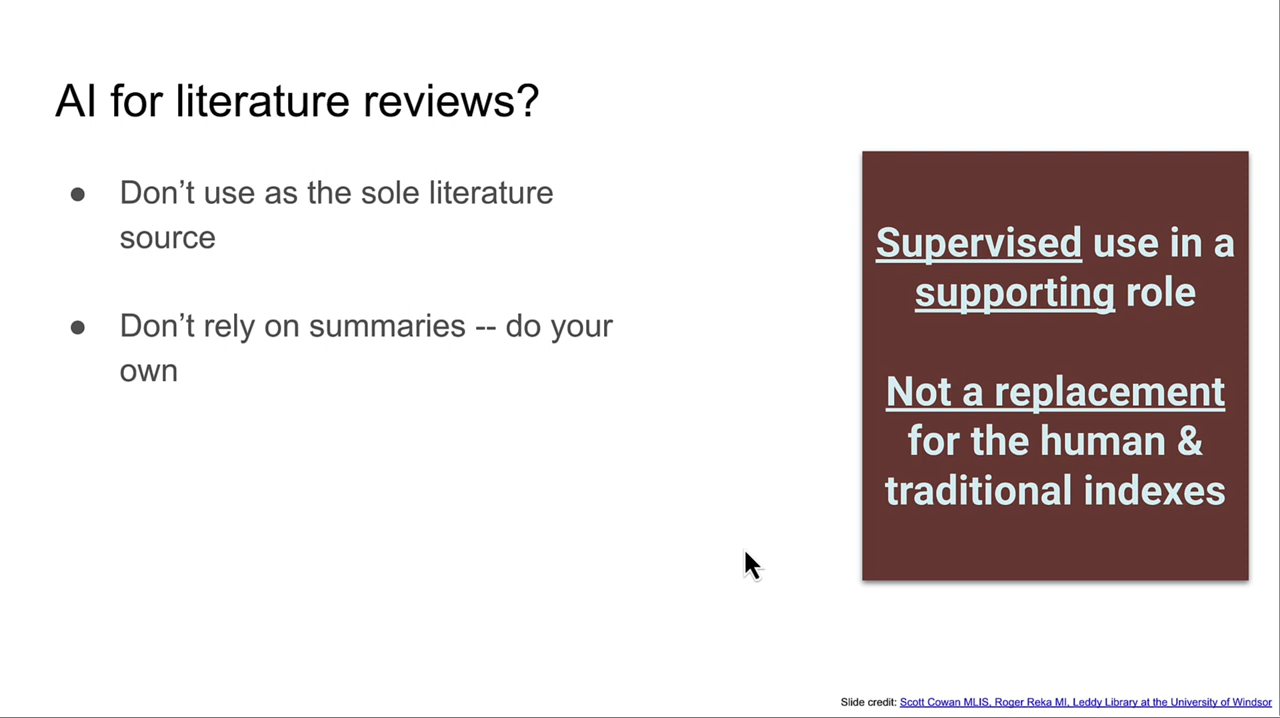 AI for literature reviews?
● Don’t use as the sole literature
source
● Don’t rely on summaries -- do your
own
Supervised use in a
supporting role
Not a replacement
for the human &
traditional indexes
Slide credit: Scott Cowan MLIS, Roger Reka MI, Leddy Library at the University of Windsor